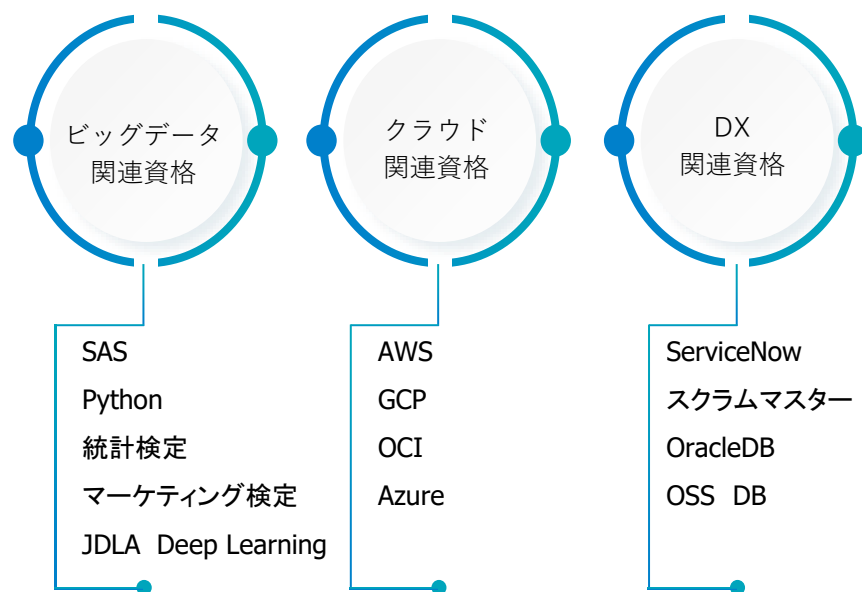 ビッグデータ
関連資格
クラウド
関連資格
DX
関連資格
SAS
Python
統計検定
マーケティング検定
JDLA Deep Learning
AWS
GCP
OCI
Azure
ServiceNow
スクラムマスター
OracleDB
OSS DB